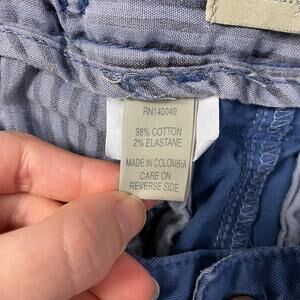 RN140049
98% COTTON
2% ELASTANE
MADE IN COLOMBIA
CARE ON
REVERSE SIDE